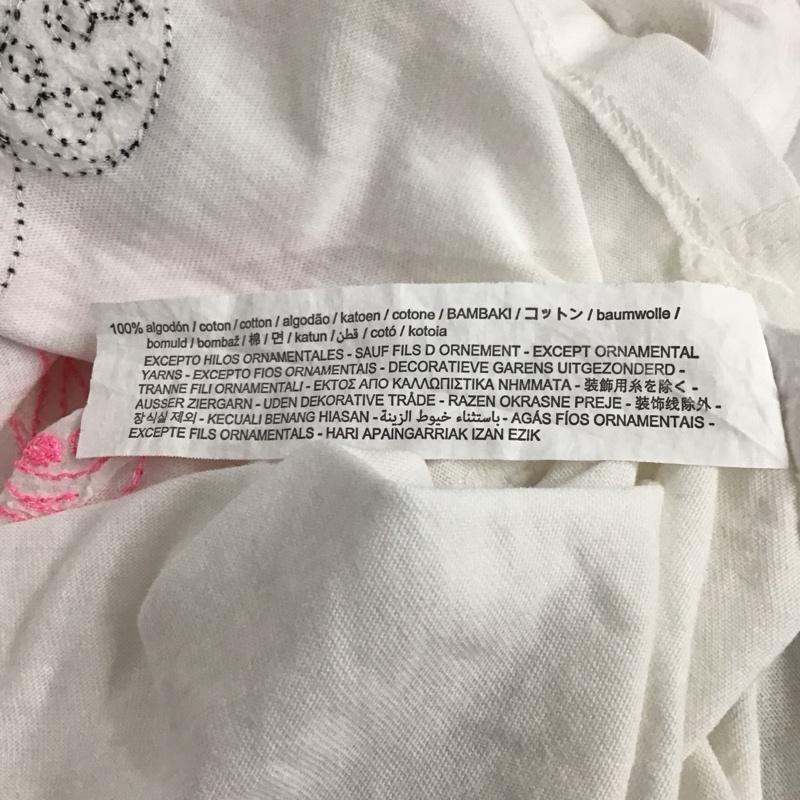 100% algodón / coton / cotton / algodão / katoen / cotone / BAMBAKI / コットン / baumwolle /
bomuld / bombaž / 棉 / 면 / katun / قطن / cotó / kotoia
EXCEPTO HILOS ORNAMENTALES - SAUF FILS D ORNEMENT - EXCEPT ORNAMENTAL
YARNS - EXCEPTO FIOS ORNAMENTAIS - DECORATIEVE GARENS UITGEZONDERD -
TRANNE FILI ORNAMENTALI - ΕΚΤΟΣ ΑΠΟ ΚΑΛΛΩΠΙΣΤΙΚΑ ΝΗΜΜΑΤΑ - 装飾用糸を除く -
AUSSER ZIERGARN - UDEN DEKORATIVE TRÅDE - RAZEN OKRASNE PREJE - 装饰线除外 -
장식실 제외 - KECUALI BENANG HIASAN - باستثناء خيوط الزينة - AGÁS FÍOS ORNAMENTAIS -
EXCEPTE FILS ORNAMENTALS - HARI APAINGARRIAK IZAN EZIK